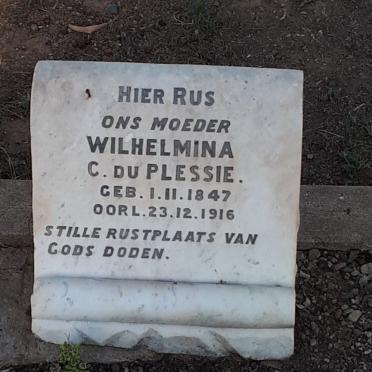 HIER RUS
ONS MOEDER
WILHELMINA
C. DU PLESSIE.
GEB. 1.11.1847
OORL. 23.12.1916
STILLE RUSTPLAATS VAN
GODS DODEN.